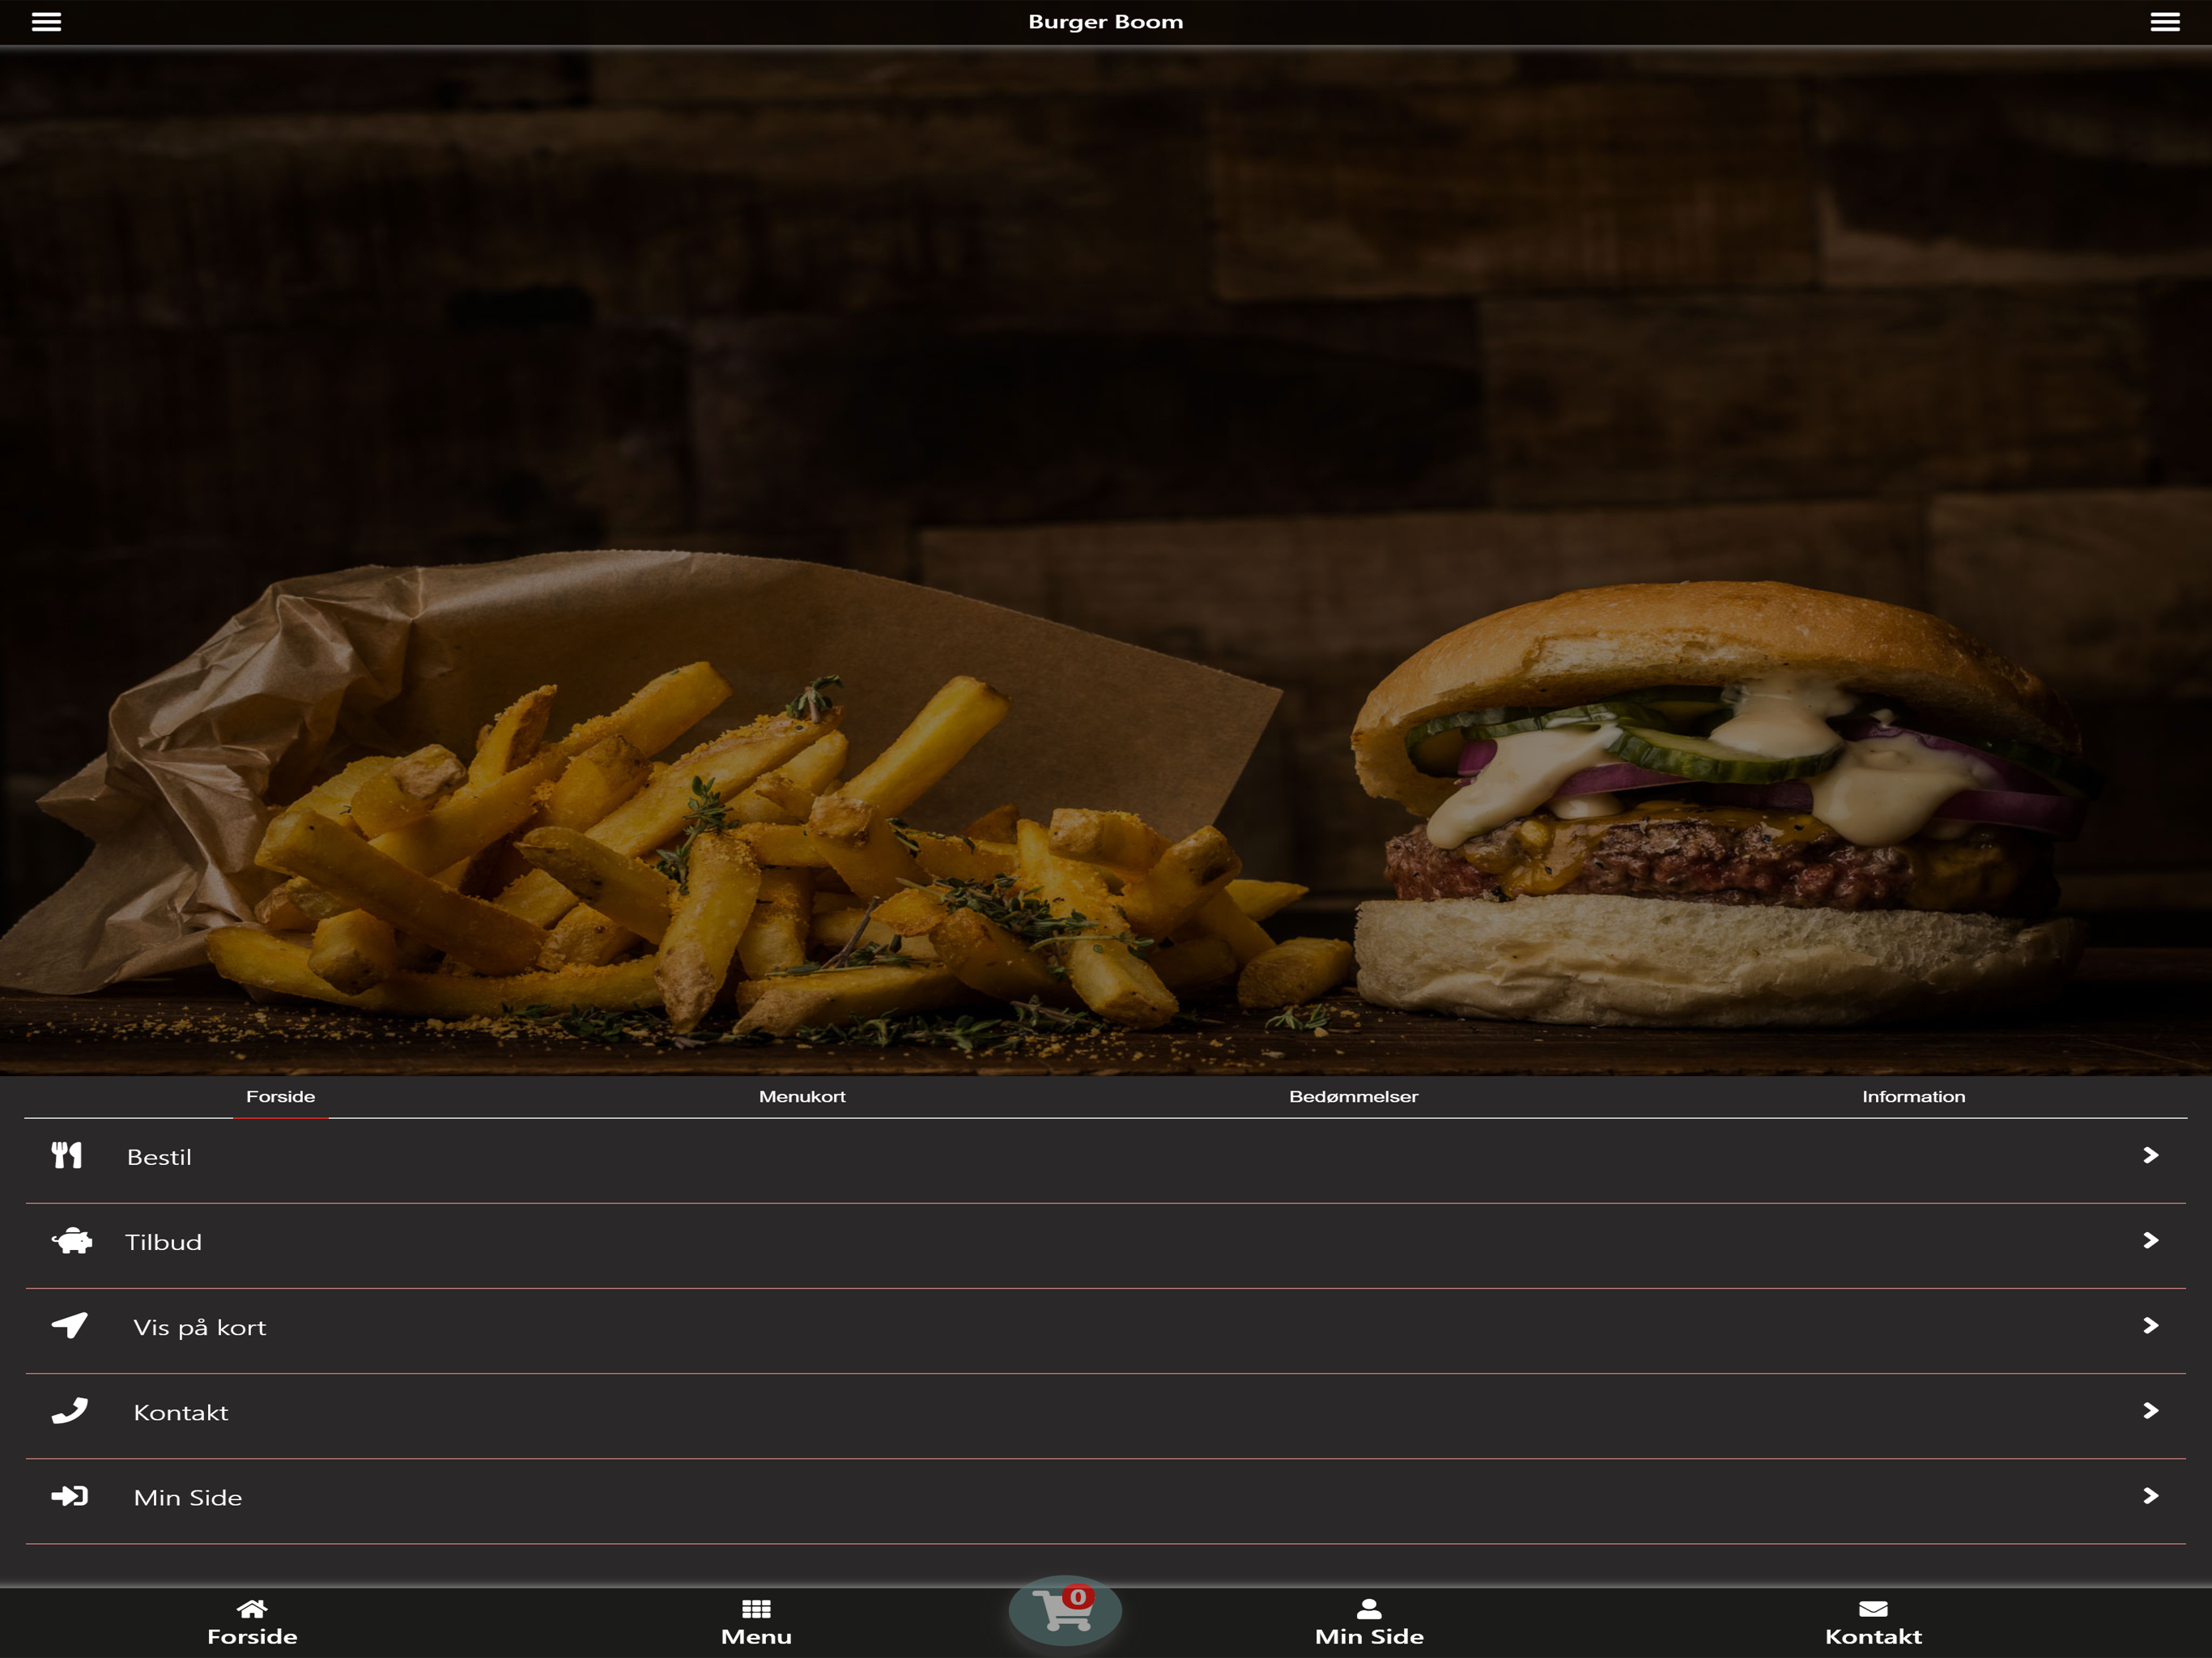 Burger Boom
Forside Menukort Bedømmelser Information
Bestil
Tilbud
Vis på kort
Kontakt
Min Side
0
Forside Menu Min Side Kontakt